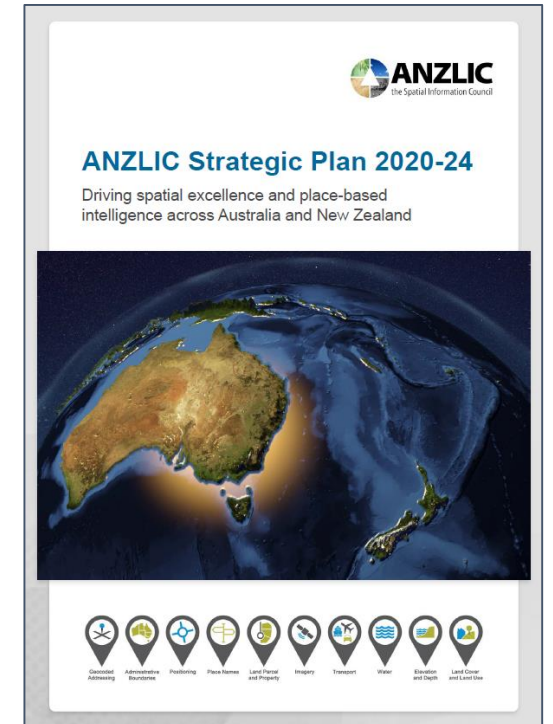 ANZLIC
the Spatial Information Council
ANZLIC Strategic Plan 2020-24
Driving spatial excellence and place-based
intelligence across Australia and New Zealand
Geocoded
Addressing
Administrative
Boundaries
Positioning
Place Names
Land Parcel
and Property
Imagery
Transport
Water
Elevation
and Depth
Land Cover
and Land Use